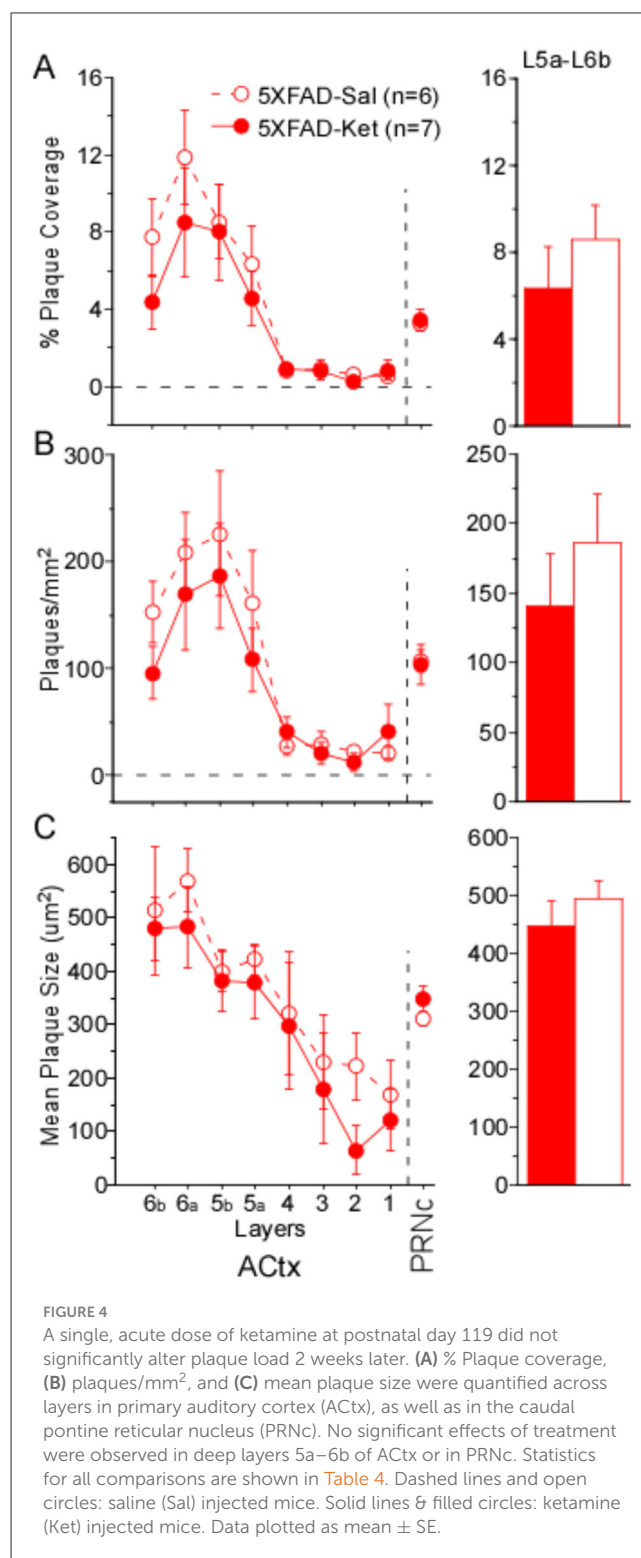 A
16
12
8
4
0
% Plaque Coverage
5XFAD-Sal (n=6)
5XFAD-Ket (n=7)
L5a-L6b
16
12
8
4
0
B
300
200
100
0
Plaques/mm²
250
200
150
100
50
0
C
600
500
400
300
200
100
0
Mean Plaque Size (um²)
6b 6a 5b 5a 4 3 2 1
Layers
ACtx
PRNc
600
500
400
300
200
100
0
FIGURE 4
A single, acute dose of ketamine at postnatal day 119 did not
significantly alter plaque load 2 weeks later. (A) % Plaque coverage,
(B) plaques/mm², and (C) mean plaque size were quantified across
layers in primary auditory cortex (ACtx), as well as in the caudal
pontine reticular nucleus (PRNc). No significant effects of treatment
were observed in deep layers 5a–6b of ACtx or in PRNc. Statistics
for all comparisons are shown in Table 4. Dashed lines and open
circles: saline (Sal) injected mice. Solid lines & filled circles: ketamine
(Ket) injected mice. Data plotted as mean ± SE.